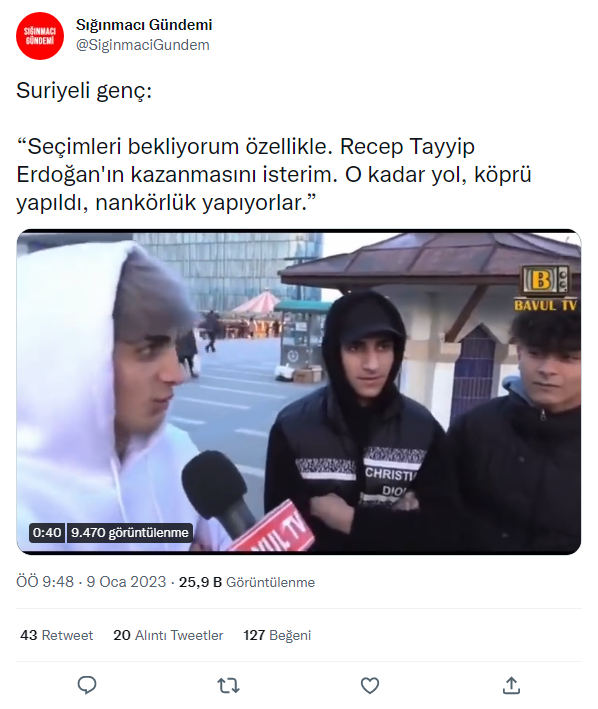 SIĞINMACI
GÜNDEMİ
Sığınmacı Gündemi
@SiginmaciGundem
Suriyeli genç:
“Seçimleri bekliyorum özellikle. Recep Tayyip
Erdoğan'ın kazanmasını isterim. O kadar yol, köprü
yapıldı, nankörlük yapıyorlar.”
B
BAVUL TV
CHRISTI
DIOR
VUL TV
0:40 9.470 görüntülenme
ÖÖ 9:48 · 9 Oca 2023 · 25,9 B Görüntülenme
43 Retweet 20 Alıntı Tweetler 127 Beğeni